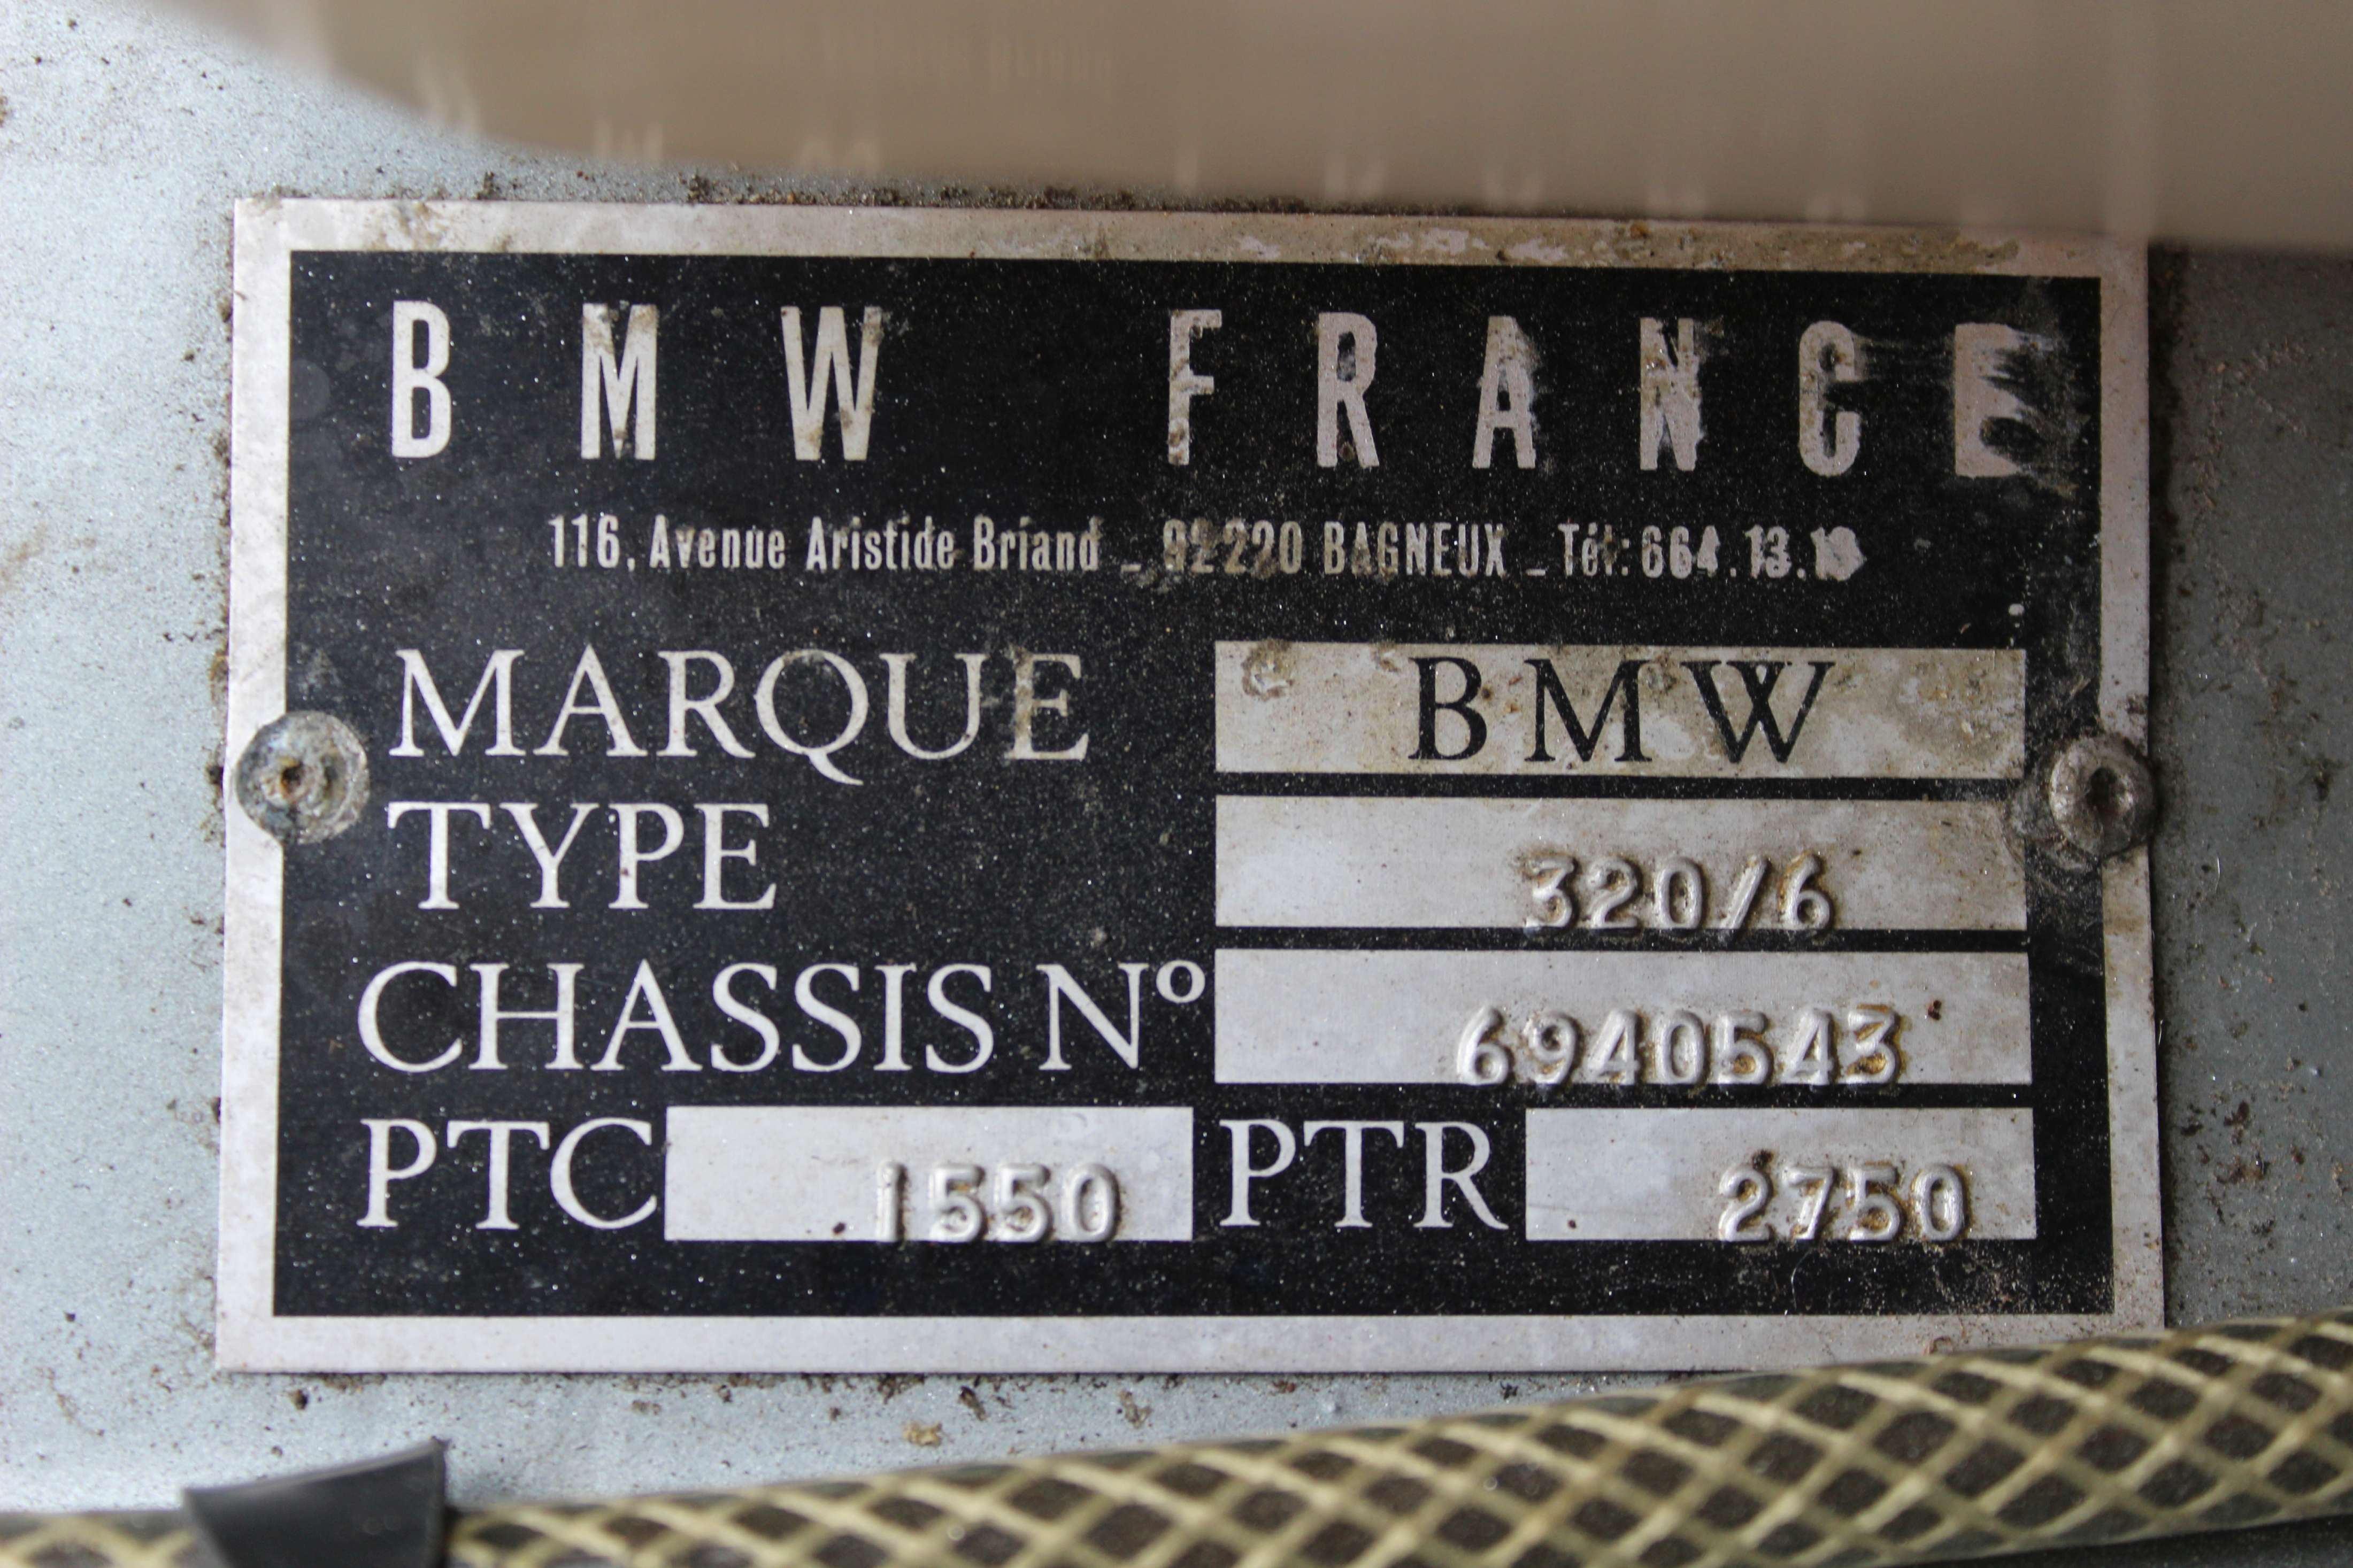 BMW FRANCE
116, Avenue Aristide Briand _ 92220 BAGNEUX _ Tél: 664.13.
MARQUE BMW
TYPE 320/6
CHASSIS Nº 6940543
PTC 1550 PTR 2750